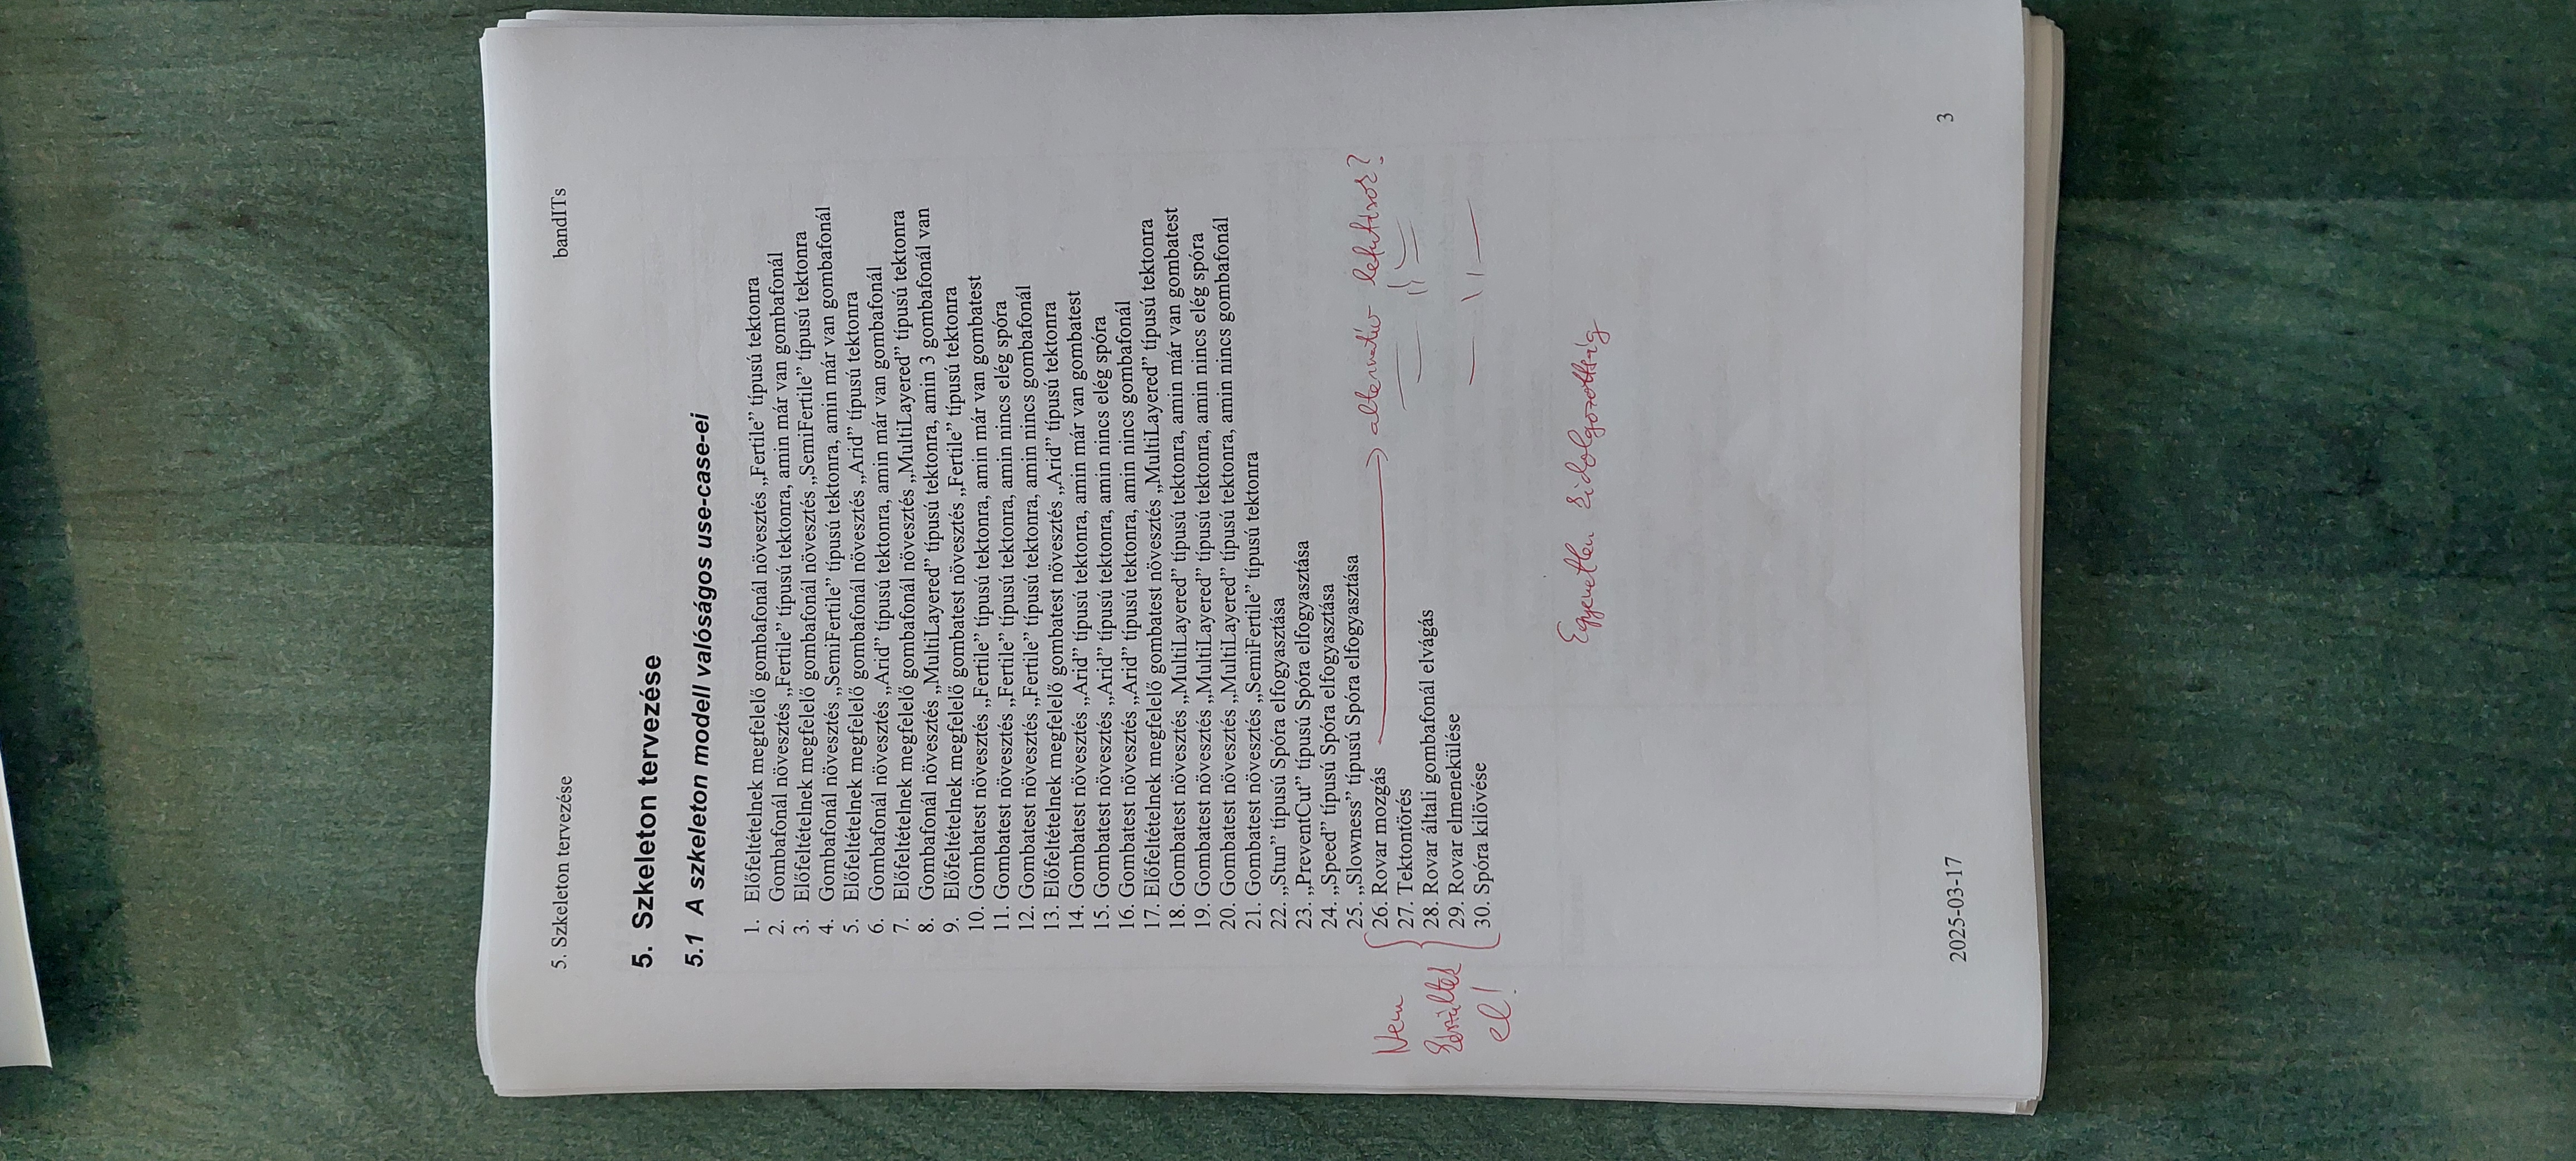 5. Szkeleton tervezése bandITs
5. Szkeleton tervezése
5.1 A szkeleton modell valóságos use-case-ei
1. Előfeltételnek megfelelő gombafonál növesztés „Fertile” típusú tektonra
2. Gombafonál növesztés „Fertile” típusú tektonra, amin már van gombafonál
3. Előfeltételnek megfelelő gombafonál növesztés „SemiFertile” típusú tektonra
4. Gombafonál növesztés „SemiFertile” típusú tektonra, amin már van gombafonál
5. Előfeltételnek megfelelő gombafonál növesztés „Arid” típusú tektonra
6. Gombafonál növesztés „Arid” típusú tektonra, amin már van gombafonál
7. Előfeltételnek megfelelő gombafonál növesztés „MultiLayered” típusú tektonra
8. Gombafonál növesztés „MultiLayered” típusú tektonra, amin 3 gombafonál van
9. Előfeltételnek megfelelő gombatest növesztés „Fertile” típusú tektonra
10. Gombatest növesztés „Fertile” típusú tektonra, amin már van gombatest
11. Gombatest növesztés „Fertile” típusú tektonra, amin nincs elég spóra
12. Gombatest növesztés „Fertile” típusú tektonra, amin nincs gombafonál
13. Előfeltételnek megfelelő gombatest növesztés „Arid” típusú tektonra
14. Gombatest növesztés „Arid” típusú tektonra, amin már van gombatest
15. Gombatest növesztés „Arid” típusú tektonra, amin nincs elég spóra
16. Gombatest növesztés „Arid” típusú tektonra, amin nincs gombafonál
17. Előfeltételnek megfelelő gombatest növesztés „MultiLayered” típusú tektonra
18. Gombatest növesztés „MultiLayered” típusú tektonra, amin már van gombatest
19. Gombatest növesztés „MultiLayered” típusú tektonra, amin nincs elég spóra
20. Gombatest növesztés „MultiLayered” típusú tektonra, amin nincs gombafonál
21. Gombatest növesztés „SemiFertile” típusú tektonra
22. „Stun” típusú Spóra elfogyasztása
23. „PreventCut” típusú Spóra elfogyasztása
24. „Speed” típusú Spóra elfogyasztása
25. „Slowness” típusú Spóra elfogyasztása
26. Rovar mozgás
alternatív lefutások?
27. Tektontörés
28. Rovar általi gombafonál elvágás
29. Rovar elmenekülése
30. Spóra kilövése
Nem
készültek
el!
Egyenetlen kidolgozottság
2025-03-17 3